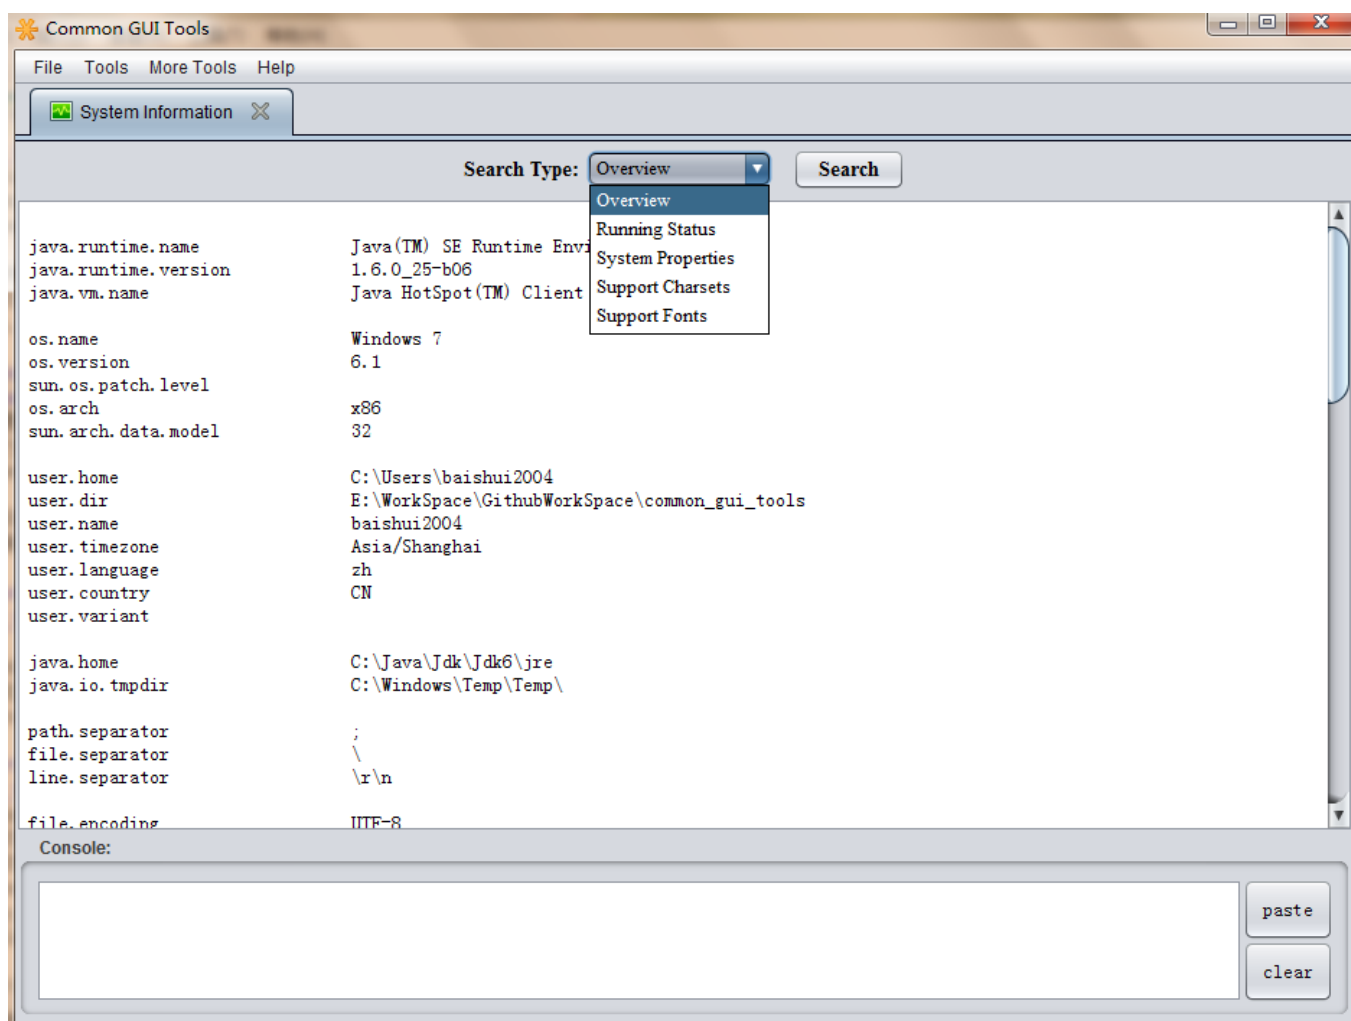 Common GUI Tools
File Tools More Tools Help
System Information
Search Type: Overview Search
Overview
Running Status
System Properties
Support Charsets
Support Fonts
java.runtime.name Java(TM) SE Runtime
java.runtime.version 1.6.0_25-b06
java.vm.name Java HotSpot(TM) Client
os.name Windows 7
os.version 6.1
sun.os.patch.level
os.arch x86
sun.arch.data.model 32
user.home C:\Users\baishui2004
user.dir E:\WorkSpace\GithubWorkSpace\common_gui_tools
user.name baishui2004
user.timezone Asia/Shanghai
user.language zh
user.country CN
user.variant
java.home C:\Java\Jdk\Jdk6\jre
java.io.tmpdir C:\Windows\Temp\Temp\
path.separator ;
file.separator \
line.separator \r\n
file.encoding UTF-8
Console:
paste
clear